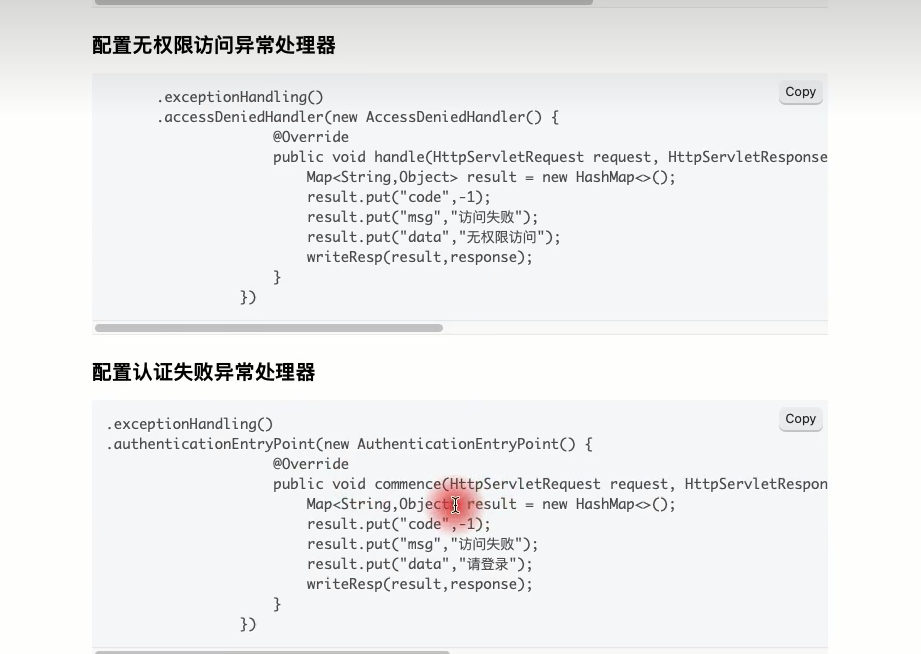 配置无权限访问异常处理器
Copy
.exceptionHandling()
.accessDeniedHandler(new AccessDeniedHandler() {
@Override
public void handle(HttpServletRequest request, HttpServletResponse
Map<String,Object> result = new HashMap<>();
result.put("code",-1);
result.put("msg","访问失败");
result.put("data","无权限访问");
writeResp(result,response);
}
})
配置认证失败异常处理器
Copy
.exceptionHandling()
.authenticationEntryPoint(new AuthenticationEntryPoint() {
@Override
public void commence(HttpServletRequest request, HttpServletRespon
Map<String,Object> result = new HashMap<>();
result.put("code",-1);
result.put("msg","访问失败");
result.put("data","请登录");
writeResp(result,response);
}
})